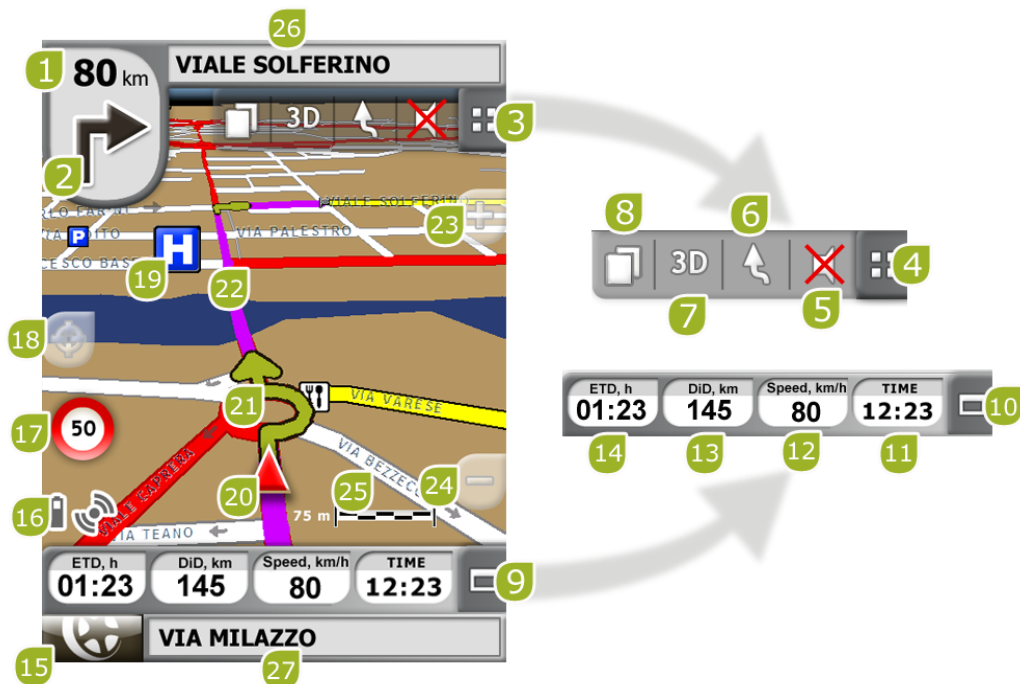 26
1
80 km
VIALE SOLFERINO
3D
3
2
VIALE SOLFERINO
23
P
VIA PALESTRO
H
19
22
8
6
3D
4
7
5
18
21
VIA VARESE
17
50
VIA BEZZECCA
VIALE CAPRERA
20
25
24
16
75 m
VIA TEANO
ETD, h
01:23
DiD, km
145
Speed, km/h
80
TIME
12:23
9
ETD, h
01:23
DiD, km
145
Speed, km/h
80
TIME
12:23
10
14
13
12
11
15
VIA MILAZZO
27